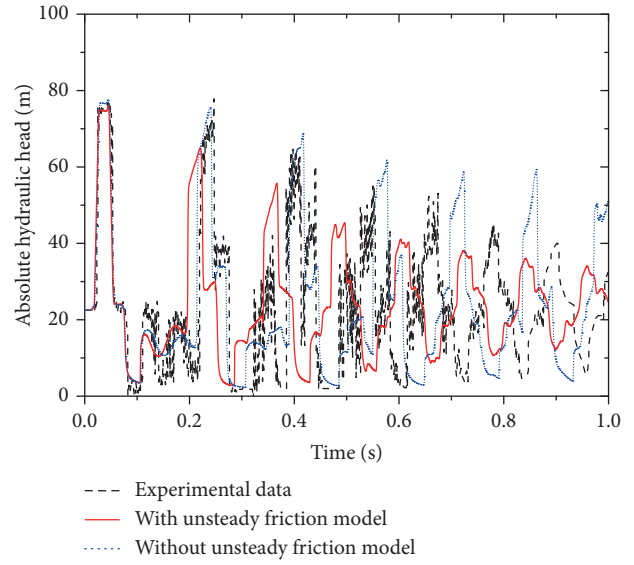 100
80
60
40
20
0
Absolute hydraulic head (m)
0.0 0.2 0.4 0.6 0.8 1.0
Time (s)
Experimental data
With unsteady friction model
Without unsteady friction model